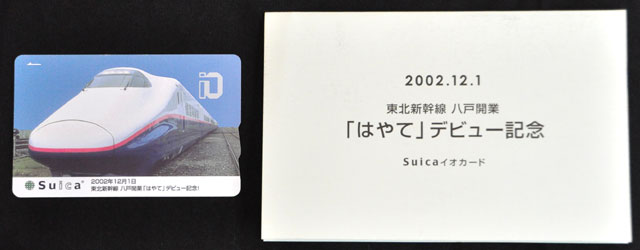 iO
Suica
2002年12月1日
東北新幹線 八戸開業「はやて」デビュー記念!
2002.12.1
東北新幹線 八戸開業
「はやて」デビュー記念
Suicaイオカード